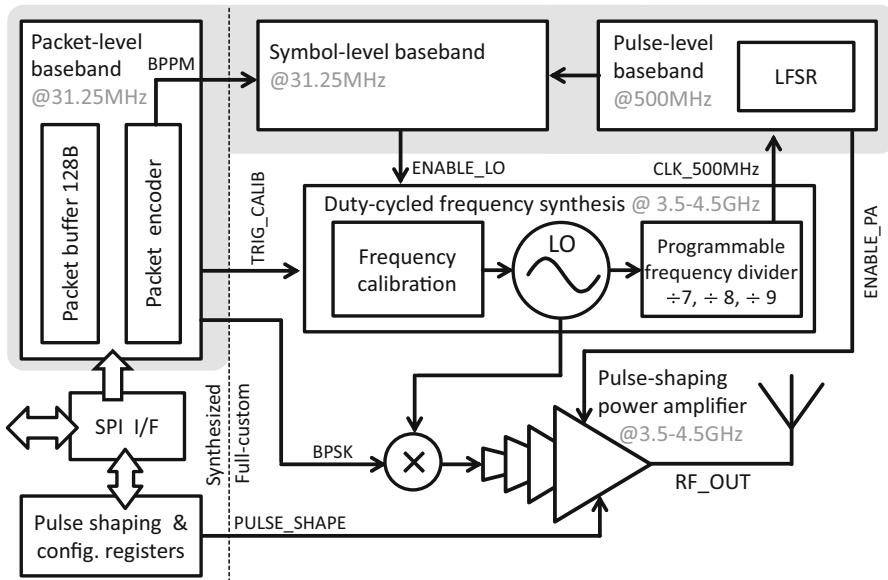 Packet-level
baseband
@31.25MHz
BPPM
Packet buffer 128B
Packet encoder
Symbol-level baseband
@31.25MHz
Pulse-level
baseband
@500MHz
LFSR
ENABLE_LO
CLK_500MHz
TRIG_CALIB
ENABLE_PA
Duty-cycled frequency synthesis @ 3.5-4.5GHz
Frequency
calibration
LO
Programmable
frequency divider
÷7, ÷ 8, ÷ 9
SPI I/F
Synthesized
Full-custom
BPSK
Pulse-shaping
power amplifier
@3.5-4.5GHz
RF_OUT
Pulse shaping &
config. registers
PULSE_SHAPE